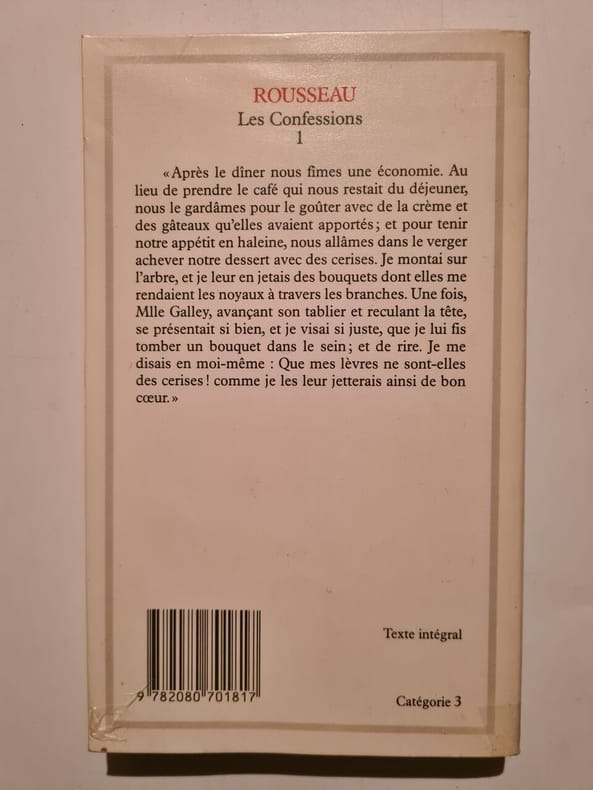 ROUSSEAU
Les Confessions
1
« Après le dîner nous fîmes une économie. Au
lieu de prendre le café qui nous restait du déjeuner,
nous le gardâmes pour le goûter avec de la crème et
des gâteaux qu'elles avaient apportés ; et pour tenir
notre appétit en haleine, nous allâmes dans le verger
achever notre dessert avec des cerises. Je montai sur
l'arbre, et je leur en jetais des bouquets dont elles me
rendaient les noyaux à travers les branches. Une fois,
Mlle Galley, avançant son tablier et reculant la tête,
se présentait si bien, et je visai si juste, que je lui fis
tomber un bouquet dans le sein ; et de rire. Je me
disais en moi-même : Que mes lèvres ne sont-elles
des cerises ! comme je les leur jetterais ainsi de bon
cœur. »
Texte intégral
9 782080 701817
Catégorie 3